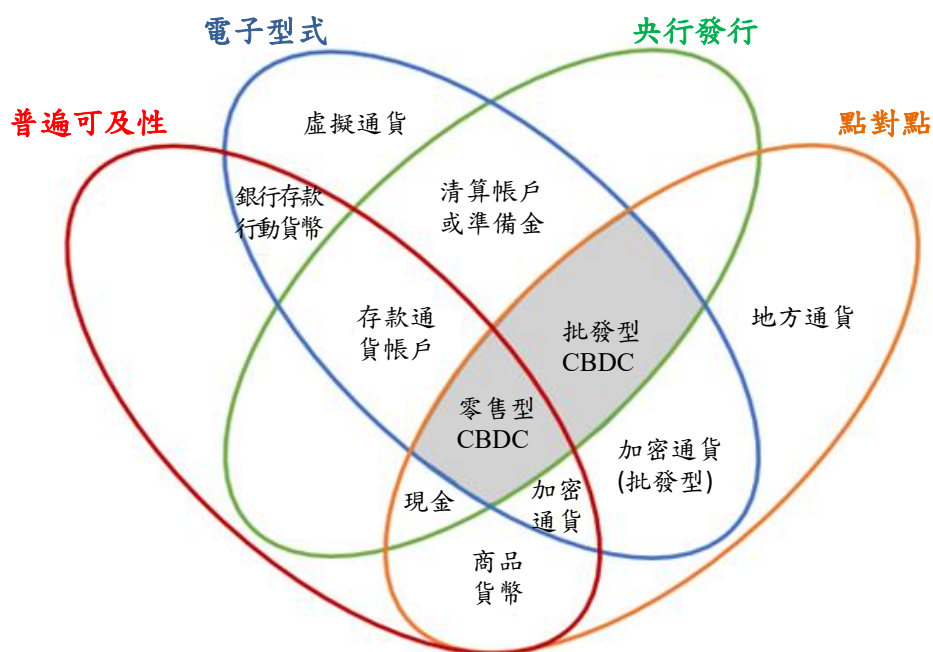 電子型式
央行發行
普遍可及性
點對點
虛擬通貨
銀行存款
行動貨幣
清算帳戶
或準備金
存款通
貨帳戶
批發型
CBDC
地方通貨
零售型
CBDC
加密通貨
(批發型)
現金
加密
通貨
商品
貨幣